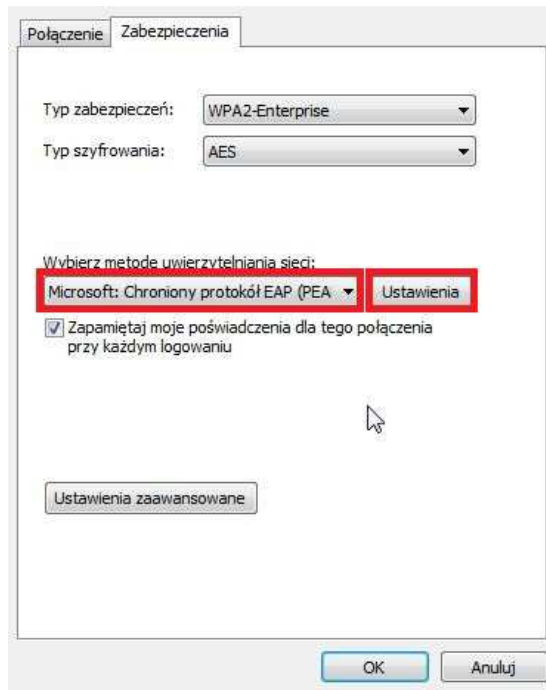 Połączenie
Zabezpieczenia
Typ zabezpieczeń:
WPA2-Enterprise
Typ szyfrowania:
AES
Wybierz metodę uwierzytelniania sieci:
Microsoft: Chroniony protokół EAP (PEA
Ustawienia
Zapamiętaj moje poświadczenia dla tego połączenia
przy każdym logowaniu
Ustawienia zaawansowane
OK
Anuluj